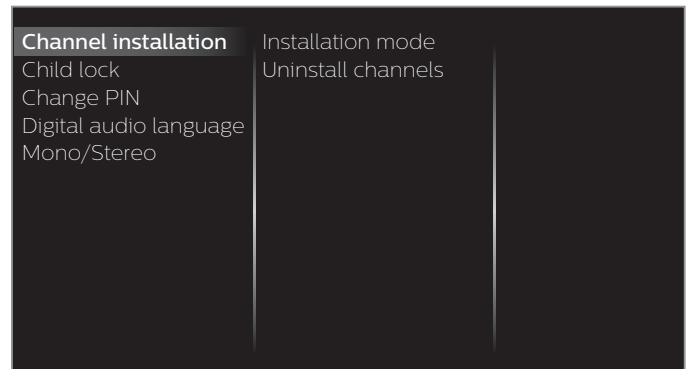 Channel installation
Child lock
Change PIN
Digital audio language
Mono/Stereo
Installation mode
Uninstall channels